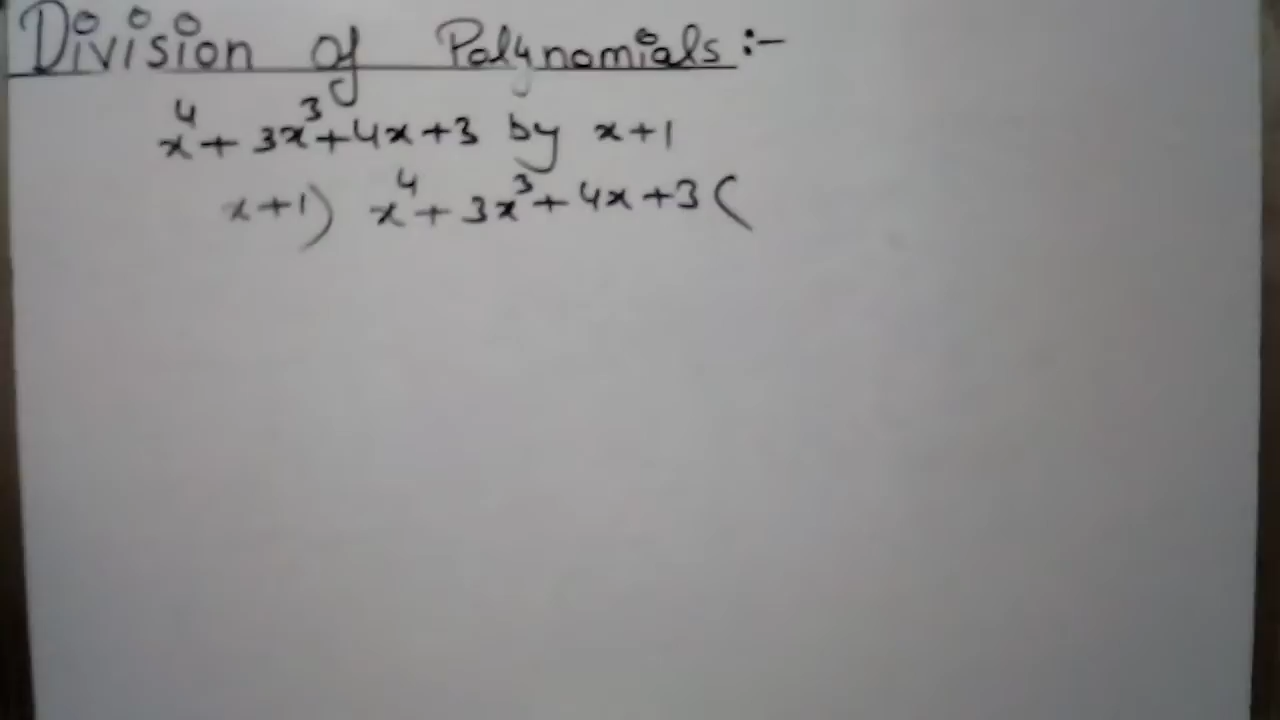 Division of Polynomials :-
x⁴ + 3x³ + 4x + 3 by x + 1
x + 1) x⁴ + 3x³ + 4x + 3 (